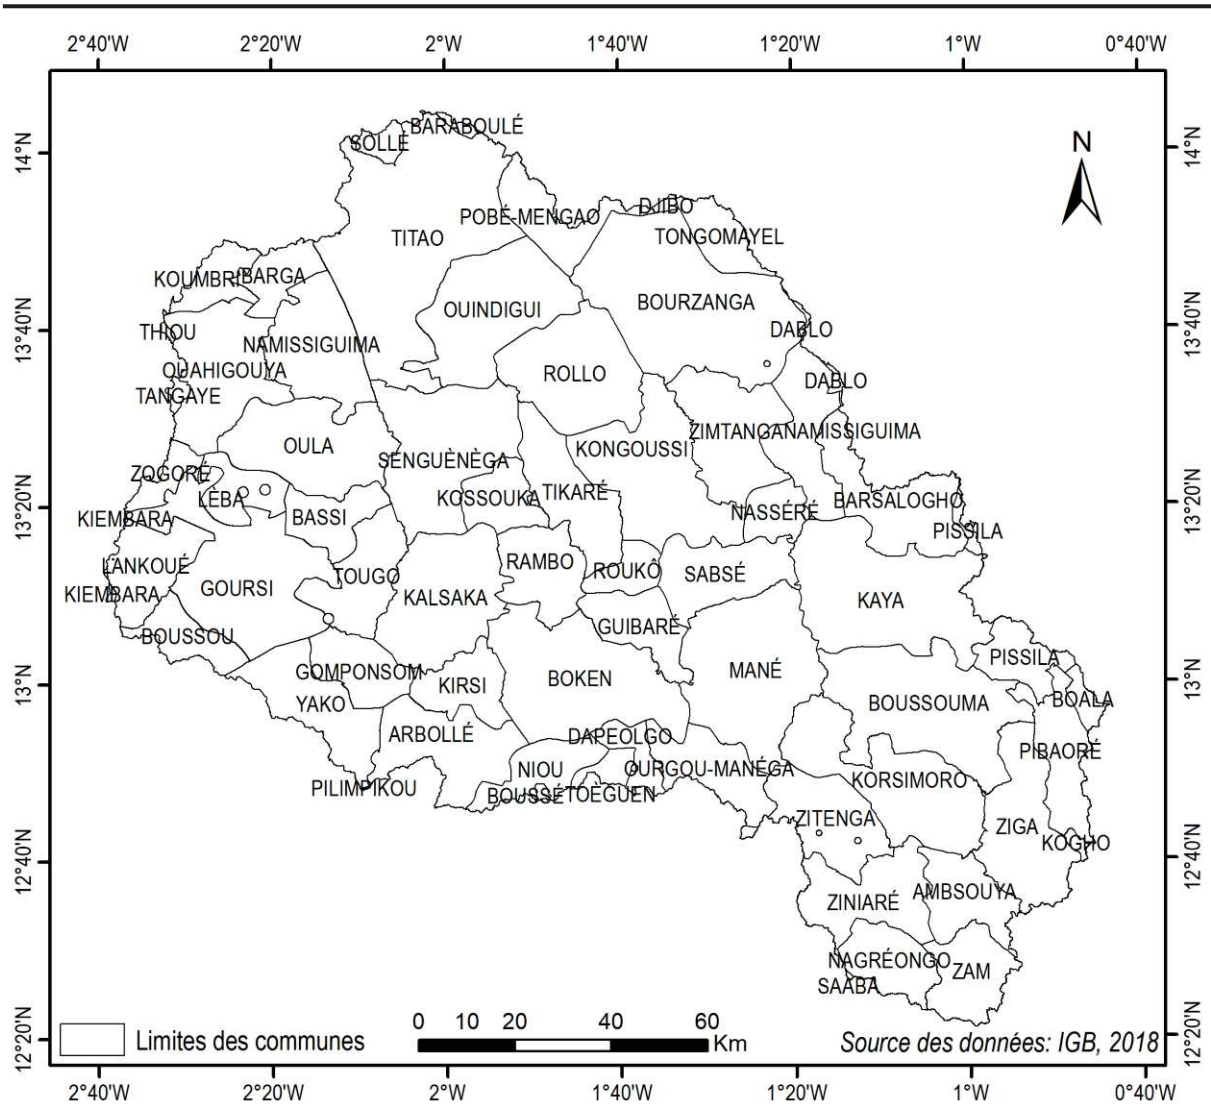 2°40'W 2°20'W 2°0'W 1°40'W 1°20'W 1°W 0°40'W
14°N
13°40'N
13°20'N
13°N
12°40'N
12°20'N
14°N
13°40'N
13°20'N
13°N
12°40'N
12°20'N
N
BARABOULÉ
SOLLÉ
DJIBO
POBÉ-MENGAO
TITAO
TONGOMAYEL
KOUMBRI
BARGA
BOURZANGA
OUINDIGUI
THIOU
DABLO
NAMISSIGUIMA
OUAHIGOUYA
ROLLO
DABLO
TANGAYE
ZIMTANGA
NAMISSIGUIMA
OULA
KONGOUSSI
SÉNGUÈNÈGA
ZOGORÉ
TIKARÉ
LÈBA
KOSSOUKA
BARSALOGHO
NASSÉRÉ
KIEMBARA
BASSI
PISSILA
RAMBO
LANKOUÉ
ROUKÔ
SABSÉ
TOUGO
GOURSI
KIEMBARA
KALSAKA
KAYA
GUIBARÉ
BOUSSOU
PISSILA
GOMPONSOM
MANÉ
BOKEN
KIRSI
BOALA
YAKO
BOUSSOUMA
ARBOLLÉ
DAPEOLGO
PIBAORÉ
NIOU
OURGOU-MANÉGA
KORSIMORO
PILIMPIKOU
BOUSSÉ
TOÈGUEN
ZITENGA
ZIGA
KOGHO
AMBSOUYA
ZINIARÉ
NAGRÉONGO
ZAM
SAABA
0 10 20 40 60
Km
Limites des communes
Source des données: IGB, 2018
2°40'W 2°20'W 2°0'W 1°40'W 1°20'W 1°W 0°40'W